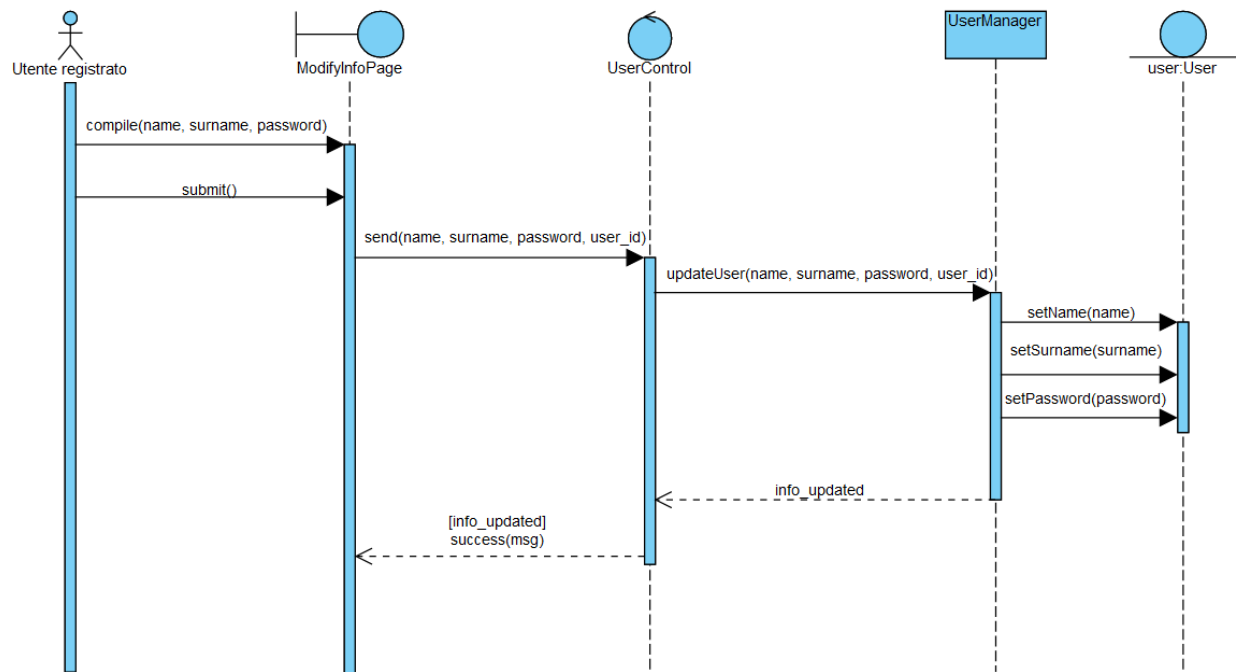 Utente registrato
ModifyInfoPage
UserControl
UserManager
user:User
compile(name, surname, password)
submit()
send(name, surname, password, user_id)
updateUser(name, surname, password, user_id)
setName(name)
setSurname(surname)
setPassword(password)
info_updated
[info_updated]
success(msg)